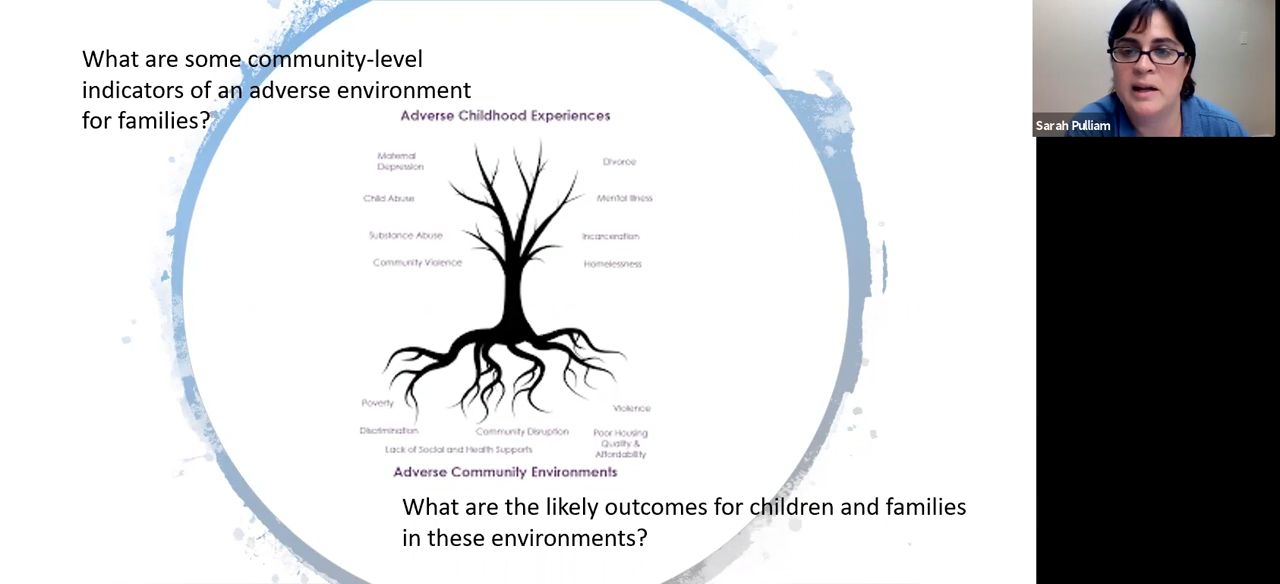 What are some community-level
indicators of an adverse environment
for families?
Adverse Childhood Experiences
Maternal
Depression
Divorce
Child Abuse
Mental Illness
Substance Abuse
Incarceration
Community Violence
Homelessness
Poverty
Violence
Discrimination
Community Disruption
Poor Housing
Quality &
Affordability
Lack of Social and Health Supports
Adverse Community Environments
What are the likely outcomes for children and families
in these environments?
Sarah Pulliam